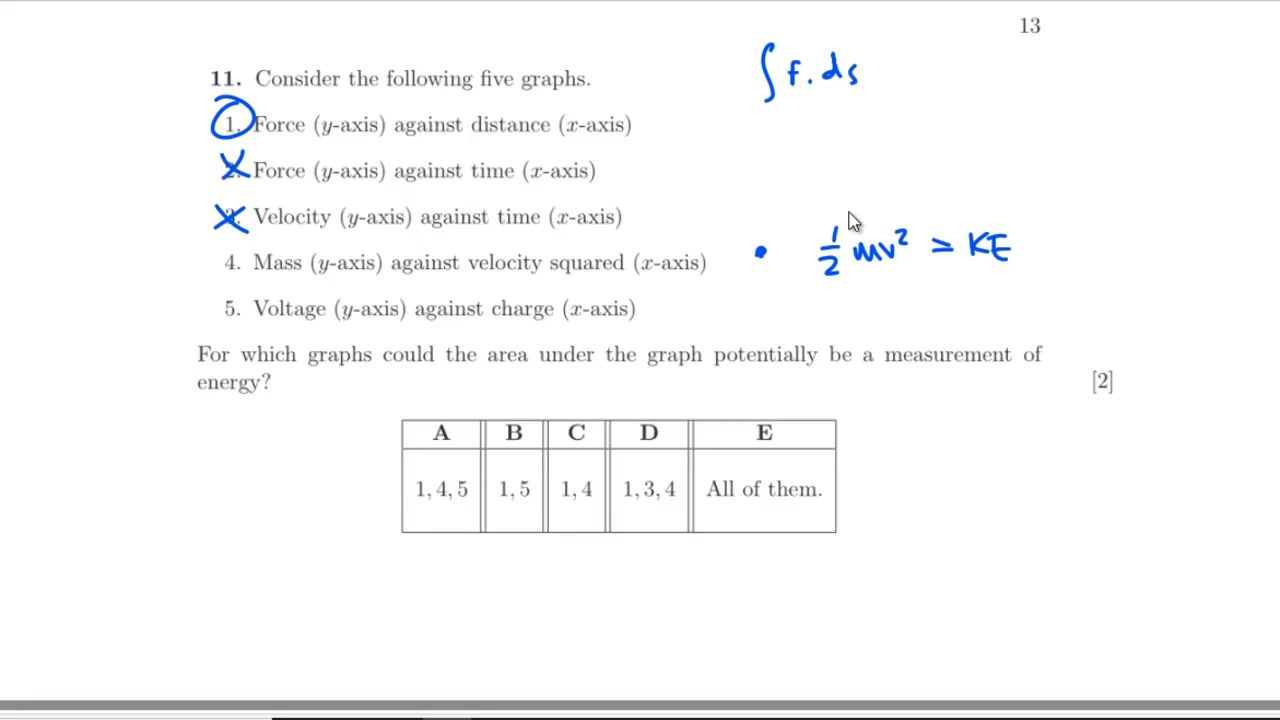 13
11. Consider the following five graphs.
∫ f. ds
1. Force (y-axis) against distance (x-axis)
2. Force (y-axis) against time (x-axis)
3. Velocity (y-axis) against time (x-axis)
4. Mass (y-axis) against velocity squared (x-axis)
• 1/2 mv² = KE
5. Voltage (y-axis) against charge (x-axis)
For which graphs could the area under the graph potentially be a measurement of
energy? [2]
A B C D E
1, 4, 5 1, 5 1, 4 1, 3, 4 All of them.